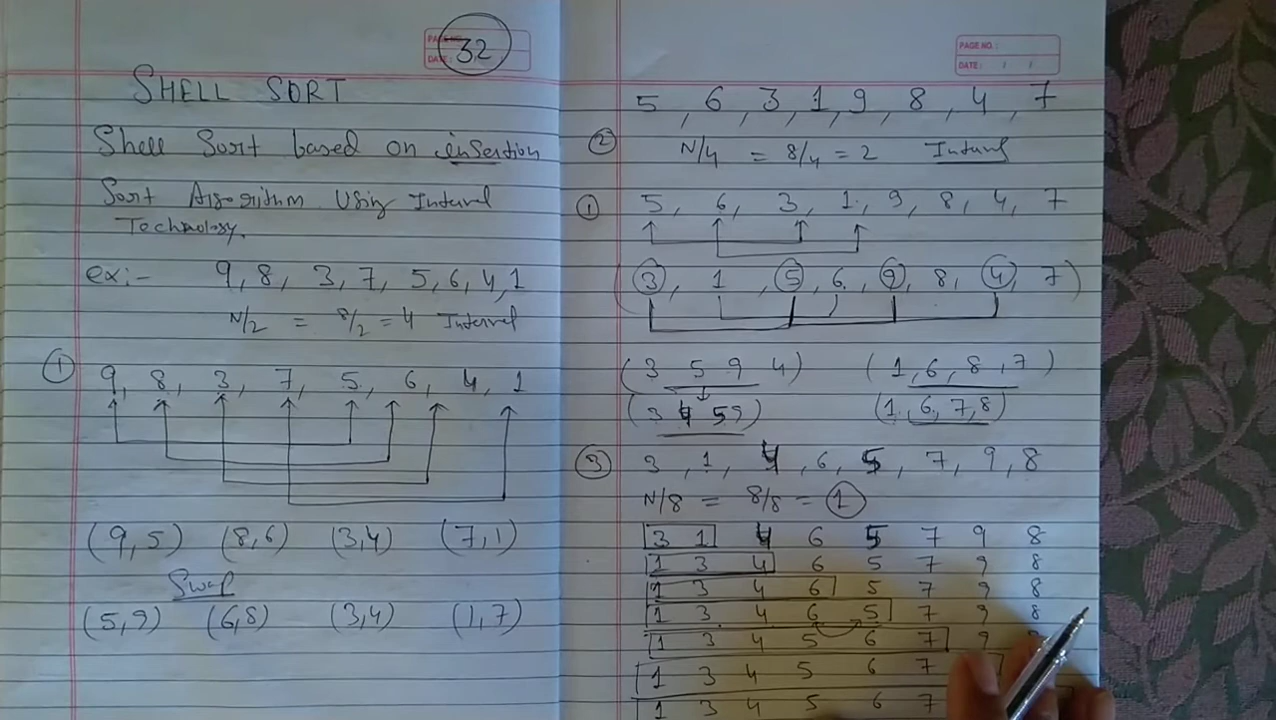 PAGE NO.:
32
DATE:
SHELL SORT
Shell Sort based on insertion
Sort Algorithm Using Interval
Technology.
ex:- 9, 8, 3, 7, 5, 6, 4, 1
N/2 = 8/2 = 4 Interval
① 9, 8, 3, 7, 5, 6, 4, 1
(9,5) (8,6) (3,4) (7,1)
Swap
(5,9) (6,8) (3,4) (1,7)
PAGE NO.:
DATE: / /
5, 6, 3, 1, 9, 8, 4, 7
② N/4 = 8/4 = 2 Interval
① 5, 6, 3, 1, 9, 8, 4, 7
(3, 1, 5, 6, 9, 8, 4, 7)
(3 5 9 4) (1, 6, 8, 7)
(3 4 5 9) (1, 6, 7, 8)
③ 3, 1, 4, 6, 5, 7, 9, 8
N/8 = 8/8 = 1
3 1 4 6 5 7 9 8
1 3 4 6 5 7 9 8
1 3 4 6 5 7 9 8
1 3 4 6 5 7 9 8
1 3 4 5 6 7 9
1 3 4 5 6 7
1 3 4 5 6 7